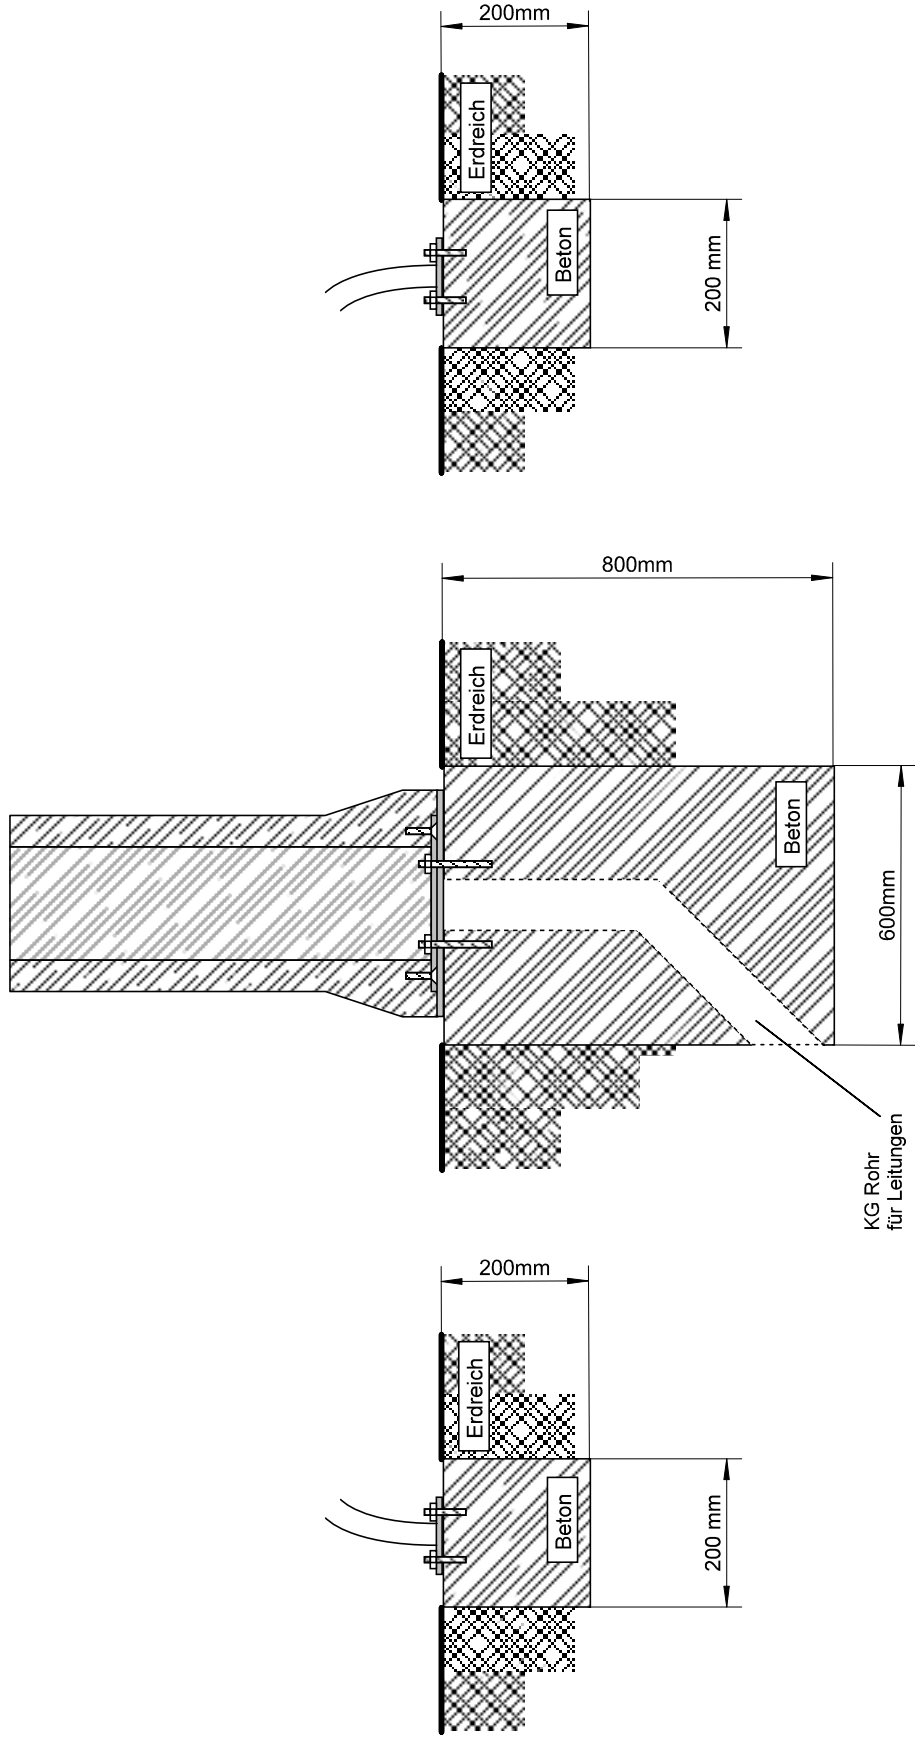 200mm
Erdreich
Beton
200 mm
800mm
Erdreich
Beton
600mm
KG Rohr
für Leitungen
200mm
Erdreich
Beton
200 mm